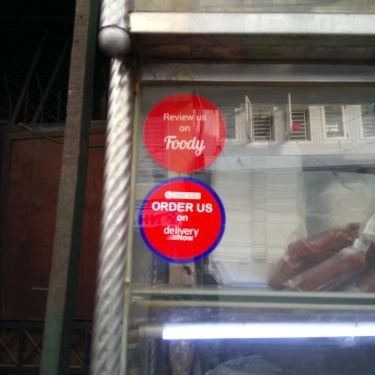 Review us
on
Foody
ORDER US
on
delivery
Now